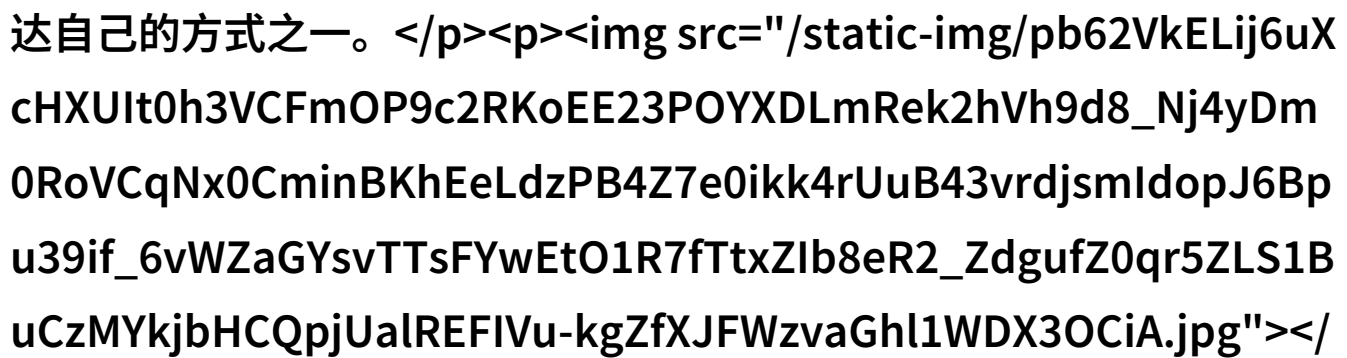 达自己的方式之一。</p><p><img src="/static-img/pb62VkELij6uX
cHXUIt0h3VCFmOP9c2RKoEE23POYXDLmRek2hVh9d8_Nj4yDm
0RoVCqNx0CminBKhEeLdzPB4Z7e0ikk4rUuB43vrdjsmIdopJ6Bp
u39if_6vWZaGYsvTTsFYwEtO1R7fTtxZIb8eR2_ZdgufZ0qr5ZLS1B
uCzMYkjbHCQpjUalREFIVu-kgZfXJFWzvaGhl1WDX3OCiA.jpg"></